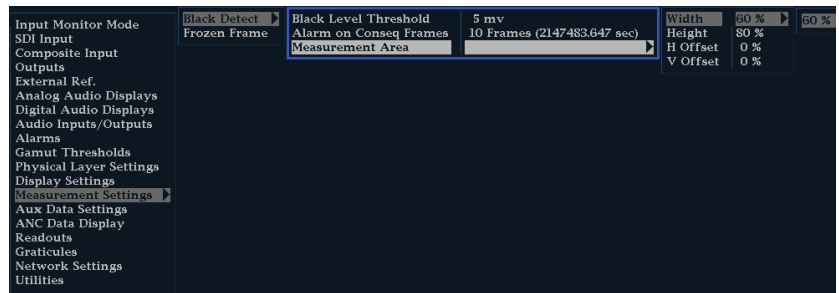 Input Monitor Mode
SDI Input
Composite Input
Outputs
External Ref.
Analog Audio Displays
Digital Audio Displays
Audio Inputs/Outputs
Alarms
Gamut Thresholds
Physical Layer Settings
Display Settings
Measurement Settings
Aux Data Settings
ANC Data Display
Readouts
Graticules
Network Settings
Utilities
Black Detect
Frozen Frame
Black Level Threshold 5 mv
Alarm on Conseq Frames 10 Frames (2147483.647 sec)
Measurement Area
Width 60 %
Height 80 %
H Offset 0 %
V Offset 0 %
60 %